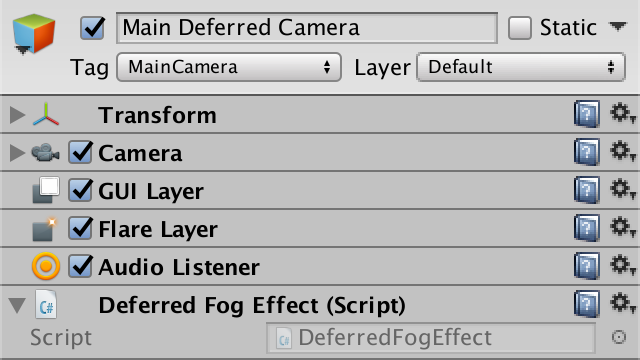 Main Deferred Camera Static
Tag MainCamera Layer Default
Transform
Camera
GUI Layer
Flare Layer
Audio Listener
C# Deferred Fog Effect (Script)
Script C# DeferredFogEffect